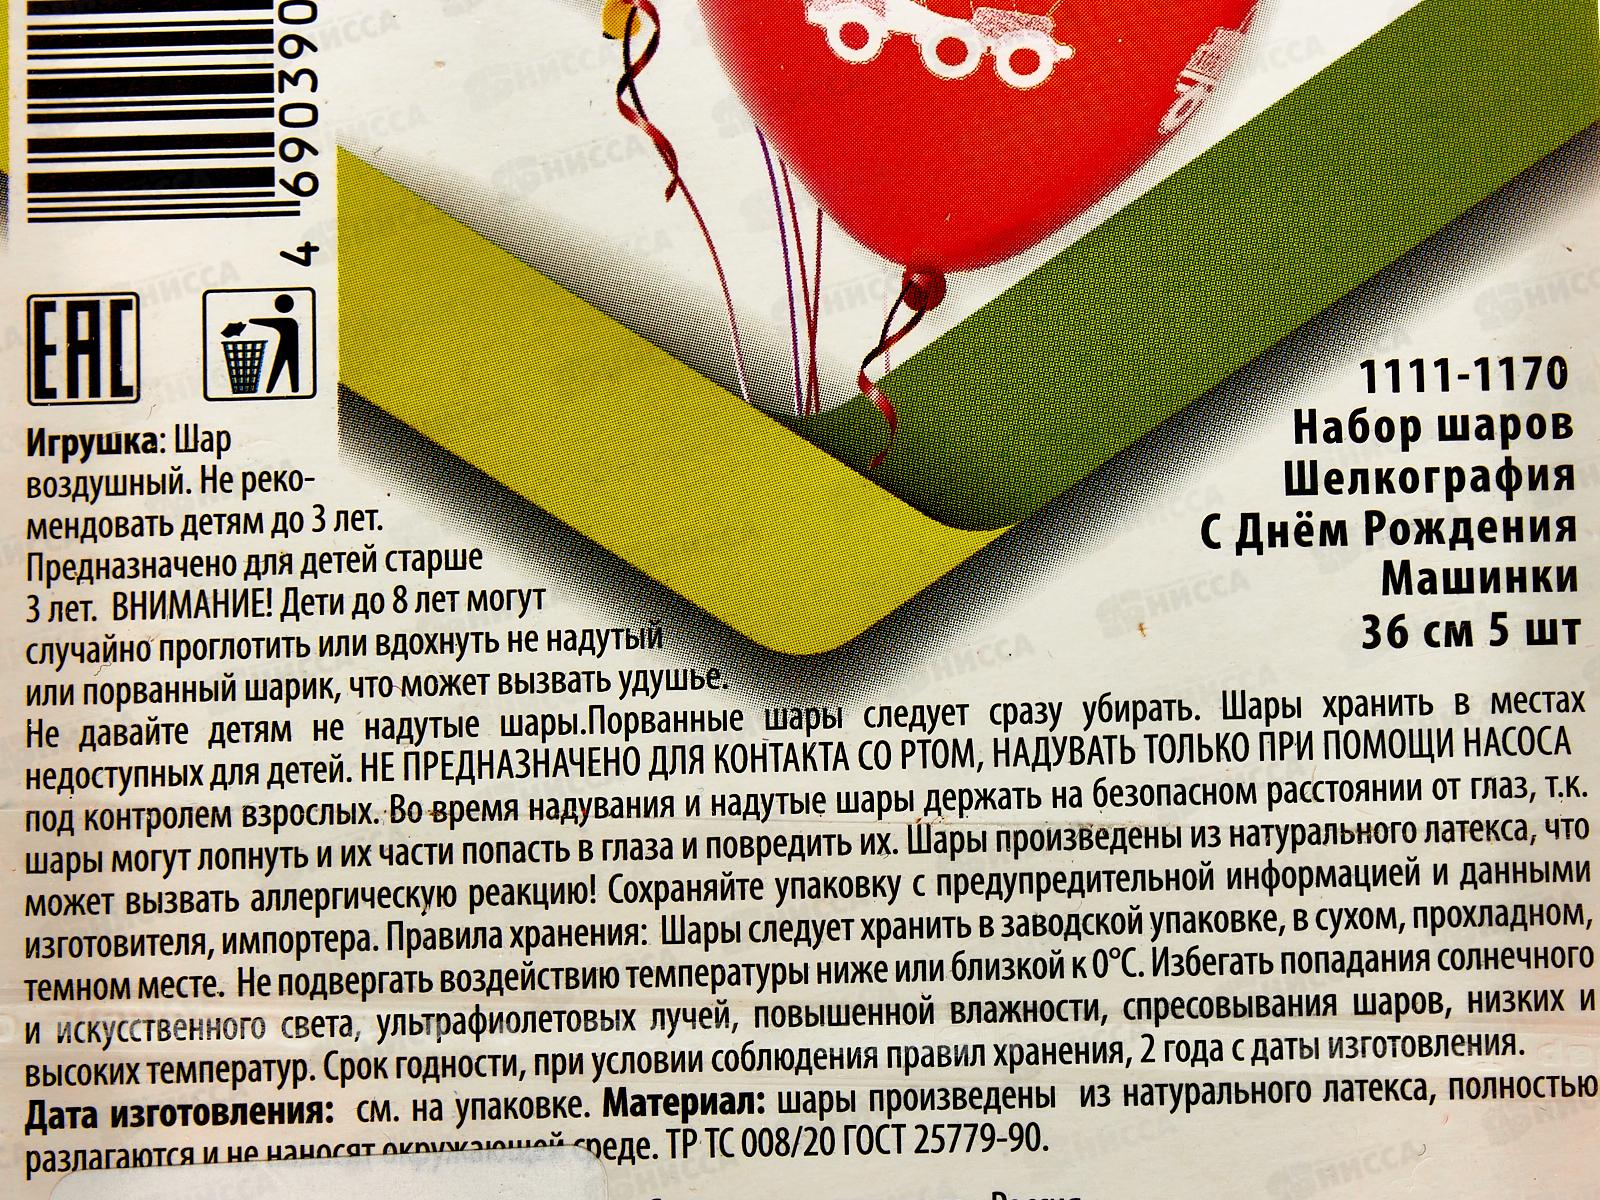 4 690390
EAC
1111-1170
Набор шаров
Шелкография
С Днём Рождения
Машинки
36 см 5 шт
Игрушка: Шар
воздушный. Не реко-
мендовать детям до 3 лет.
Предназначено для детей старше
3 лет. ВНИМАНИЕ! Дети до 8 лет могут
случайно проглотить или вдохнуть не надутый
или порванный шарик, что может вызвать удушье.
Не давайте детям не надутые шары.Порванные шары следует сразу убирать. Шары хранить в местах
недоступных для детей. НЕ ПРЕДНАЗНАЧЕНО ДЛЯ КОНТАКТА СО РТОМ, НАДУВАТЬ ТОЛЬКО ПРИ ПОМОЩИ НАСОСА
под контролем взрослых. Во время надувания и надутые шары держать на безопасном расстоянии от глаз, т.к.
шары могут лопнуть и их части попасть в глаза и повредить их. Шары произведены из натурального латекса, что
может вызвать аллергическую реакцию! Сохраняйте упаковку с предупредительной информацией и данными
изготовителя, импортера. Правила хранения: Шары следует хранить в заводской упаковке, в сухом, прохладном,
темном месте. Не подвергать воздействию температуры ниже или близкой к 0°С. Избегать попадания солнечного
и искусственного света, ультрафиолетовых лучей, повышенной влажности, спресовывания шаров, низких и
высоких температур. Срок годности, при условии соблюдения правил хранения, 2 года с даты изготовления.
Дата изготовления: см. на упаковке. Материал: шары произведены из натурального латекса, полностью
разлагаются и не наносят окружающей среде. ТР ТС 008/20 ГОСТ 25779-90.